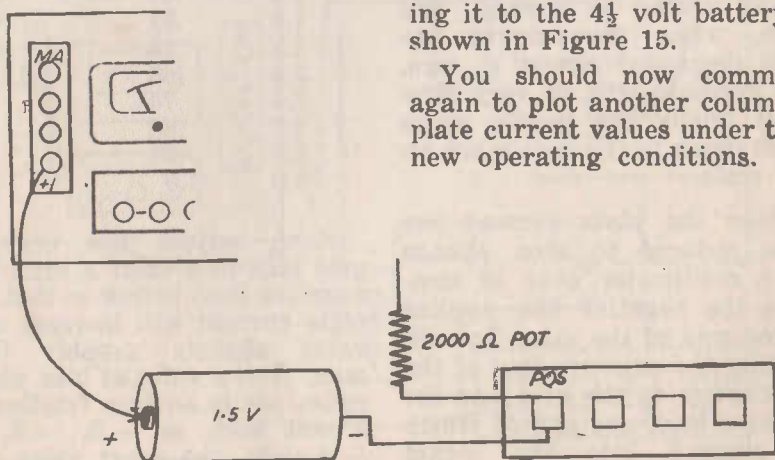 ing it to the 4½ volt battery
shown in Figure 15.
You should now comm
again to plot another colum
plate current values under t
new operating conditions.
MA
+1
2000 Ω POT
POS
1.5 V
+
-